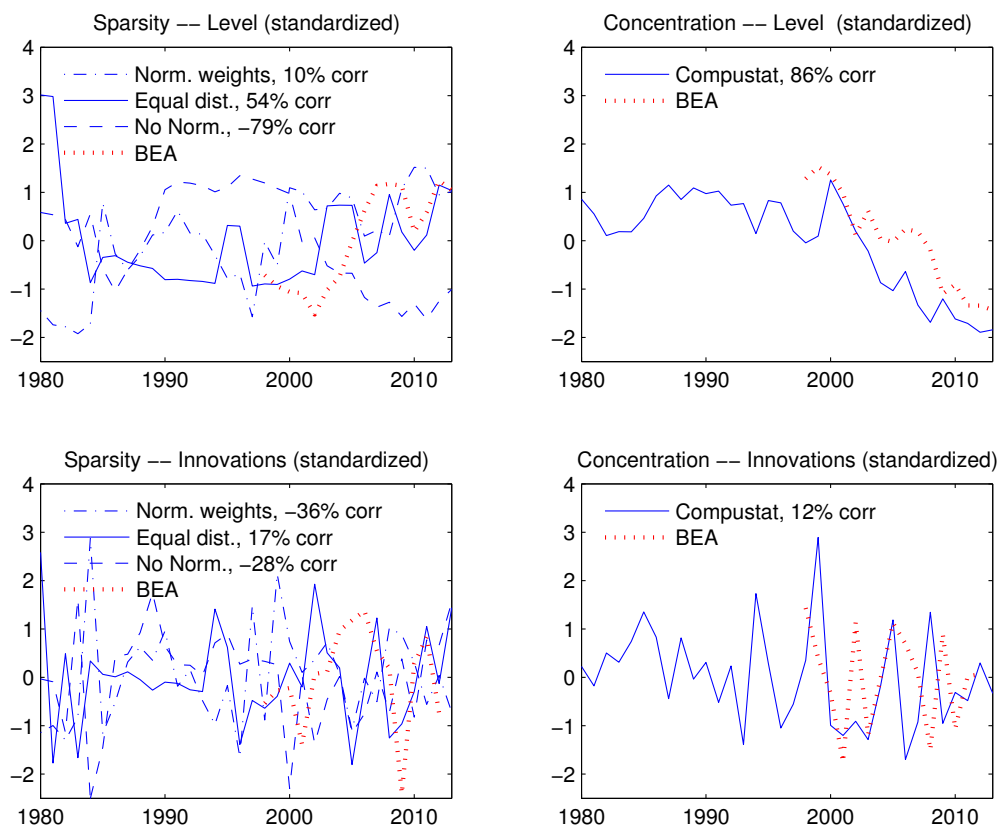 Sparsity −− Level (standardized)
4
3
2
1
0
−1
−2
1980 1990 2000 2010
Norm. weights, 10% corr
Equal dist., 54% corr
No Norm., −79% corr
BEA
Concentration −− Level  (standardized)
4
3
2
1
0
−1
−2
1980 1990 2000 2010
Compustat, 86% corr
BEA
Sparsity −− Innovations (standardized)
4
3
2
1
0
−1
−2
1980 1990 2000 2010
Norm. weights, −36% corr
Equal dist., 17% corr
No Norm., −28% corr
BEA
Concentration −− Innovations (standardized)
4
3
2
1
0
−1
−2
1980 1990 2000 2010
Compustat, 12% corr
BEA